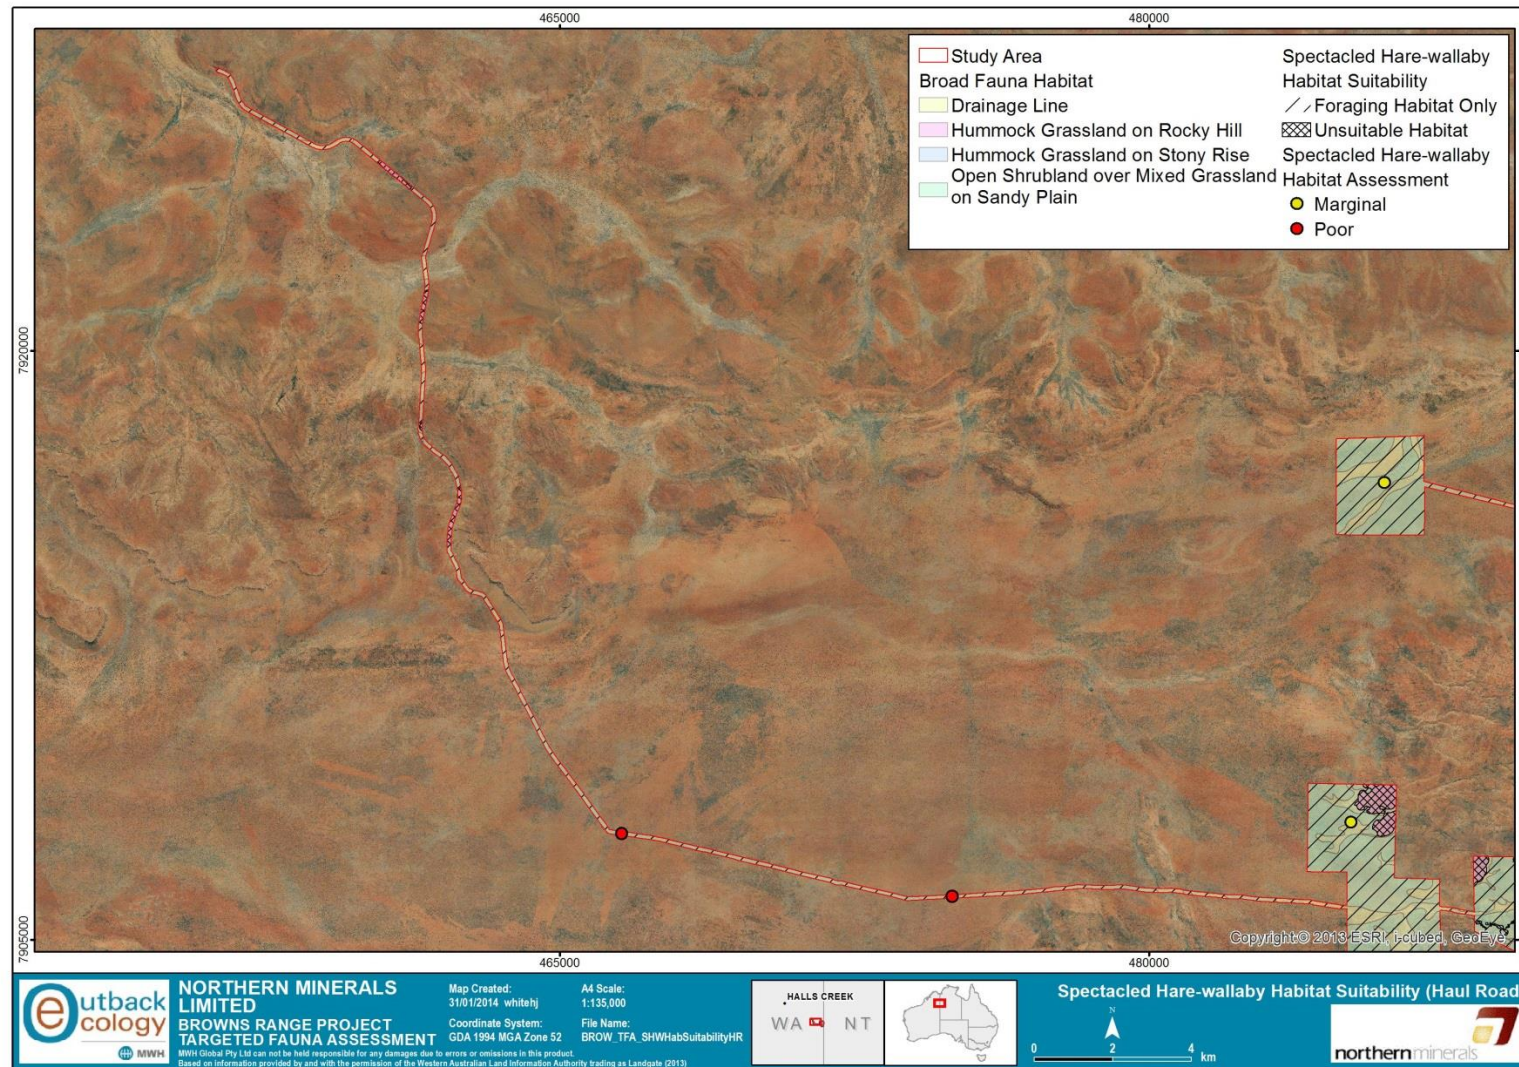 465000
480000
Study Area
Broad Fauna Habitat
Drainage Line
Hummock Grassland on Rocky Hill
Hummock Grassland on Stony Rise
Open Shrubland over Mixed Grassland
on Sandy Plain
Spectacled Hare-wallaby
Habitat Suitability
Foraging Habitat Only
Unsuitable Habitat
Spectacled Hare-wallaby
Habitat Assessment
Marginal
Poor
7920000
7905000
Copyright:© 2013 ESRI, i-cubed, GeoEye
465000
480000
Outback
ecology
MWH
NORTHERN MINERALS
LIMITED
BROWNS RANGE PROJECT
TARGETED FAUNA ASSESSMENT
Map Created:
31/01/2014 whitehj
A4 Scale:
1:135,000
Coordinate System:
GDA 1994 MGA Zone 52
File Name:
BROW_TFA_SHWHabSuitabilityHR
MWH Global Pty Ltd can not be held responsible for any damages due to errors or omissions in this product.
Based on information provided by and with the permission of the Western Australian Land Information Authority trading as Landgate (2013)
HALLS CREEK
WA NT
Spectacled Hare-wallaby Habitat Suitability (Haul Road
N
0 2 4
km
northernminerals